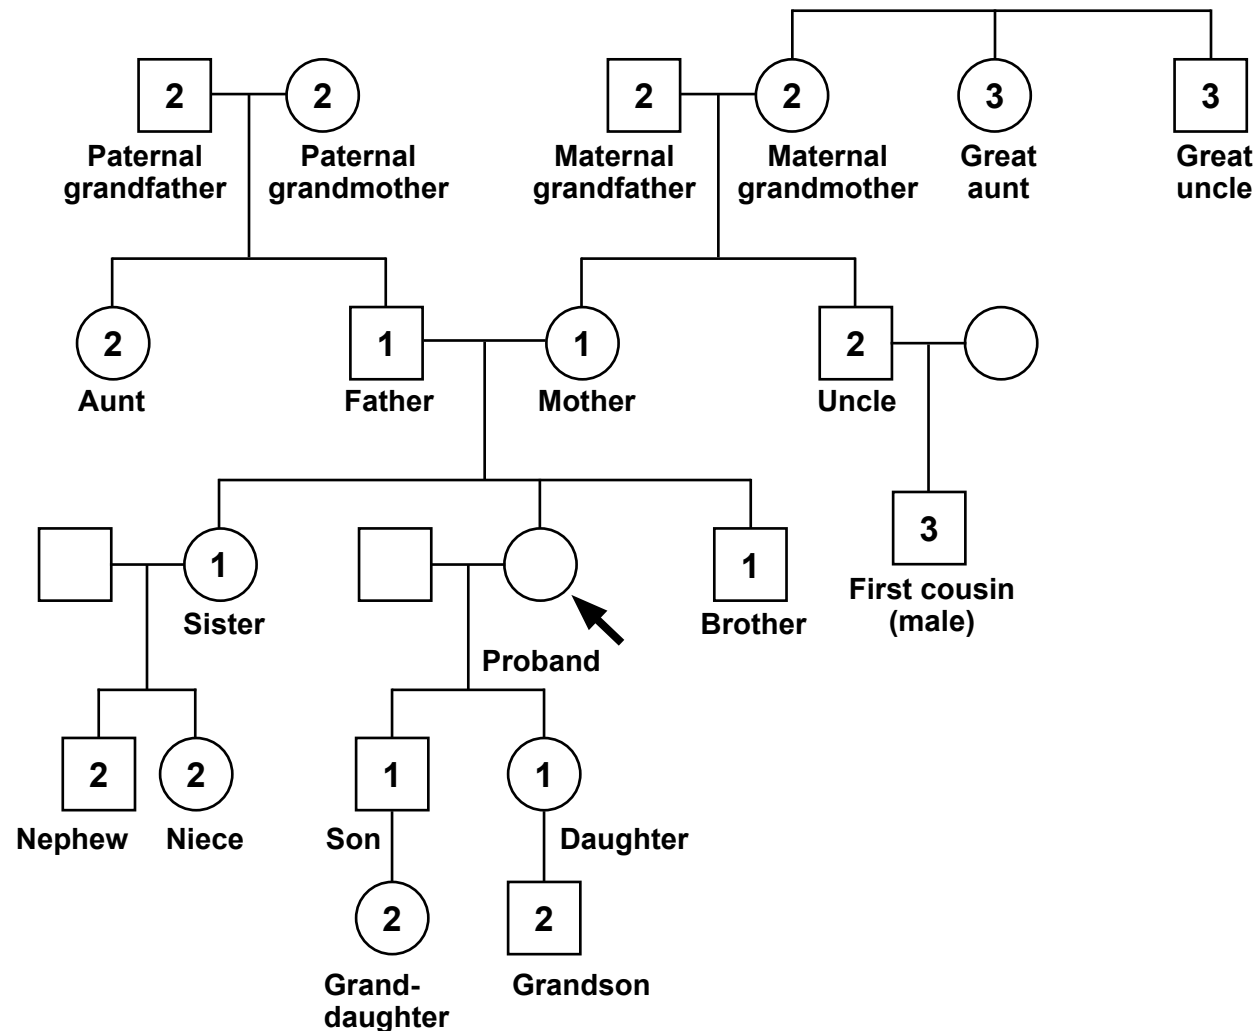 2
2
2
2
3
3
Paternal
grandfather
Paternal
grandmother
Maternal
grandfather
Maternal
grandmother
Great
aunt
Great
uncle
2
1
1
2
Aunt
Father
Mother
Uncle
3
1
1
First cousin
(male)
Sister
Brother
Proband
2
2
1
1
Nephew
Niece
Son
Daughter
2
2
Grand-
daughter
Grandson